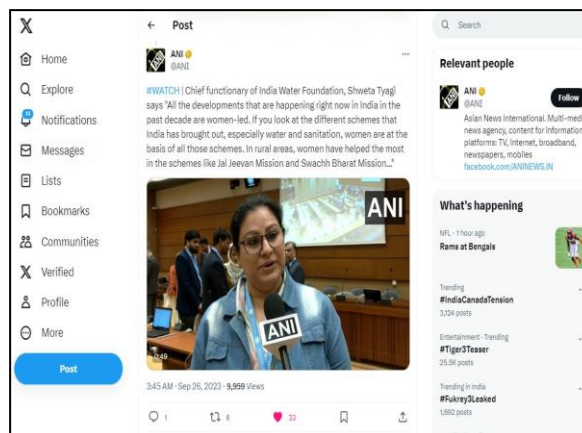 Post
Search
Home
Explore
Notifications
Messages
Lists
Bookmarks
Communities
Verified
Profile
More
Post
ANI
@ANI
#WATCH | Chief functionary of India Water Foundation, Shweta Tyagi
says "All the developments that are happening right now in India in the
past decade are women-led. If you look at the different schemes that
India has brought out, especially water and sanitation, women are at the
basis of all those schemes. In rural areas, women have helped the most
in the schemes like Jal Jeevan Mission and Swachh Bharat Mission..."
ANI
ANI
0:49
3:45 AM · Sep 26, 2023 · 9,959 Views
1
6
33
Relevant people
ANI
@ANI
Follow
Asian News International. Multi-med
news agency, content for information
platforms: TV, Internet, broadband,
newspapers, mobiles
facebook.com/ANINEWS.IN
What's happening
NFL · 1 hour ago
Rams at Bengals
Trending
#IndiaCanadaTension
3,124 posts
Entertainment · Trending
#Tiger3Teaser
25.5K posts
Trending in India
#Fukrey3Leaked
1,692 posts